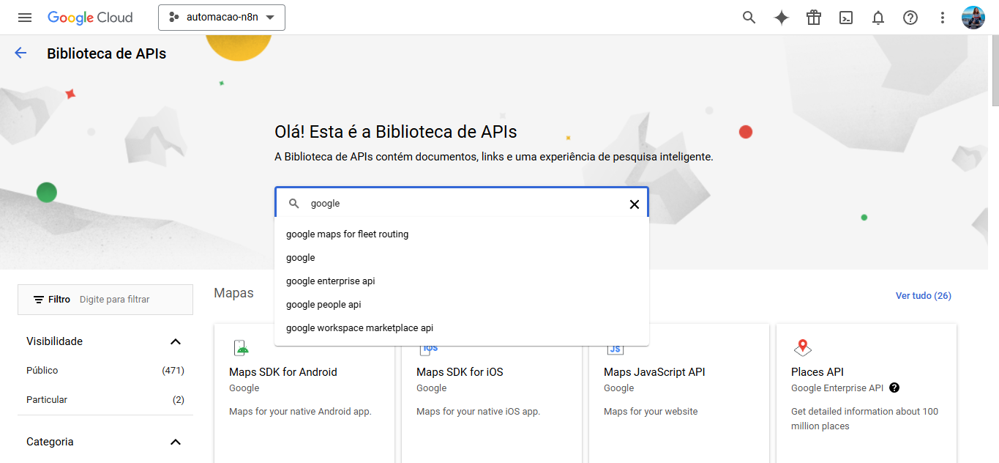 Google Cloud
automacao-n8n
Biblioteca de APIs
Olá! Esta é a Biblioteca de APIs
A Biblioteca de APIs contém documentos, links e uma experiência de pesquisa inteligente.
google
google maps for fleet routing
google
google enterprise api
google people api
google workspace marketplace api
Filtro Digite para filtrar
Visibilidade
Público (471)
Particular (2)
Categoria
Mapas
Ver tudo (26)
iOS
JS
Maps SDK for Android
Google
Maps for your native Android app.
Maps SDK for iOS
Google
Maps for your native iOS app.
Maps JavaScript API
Google
Maps for your website
Places API
Google Enterprise API ?
Get detailed information about 100
million places